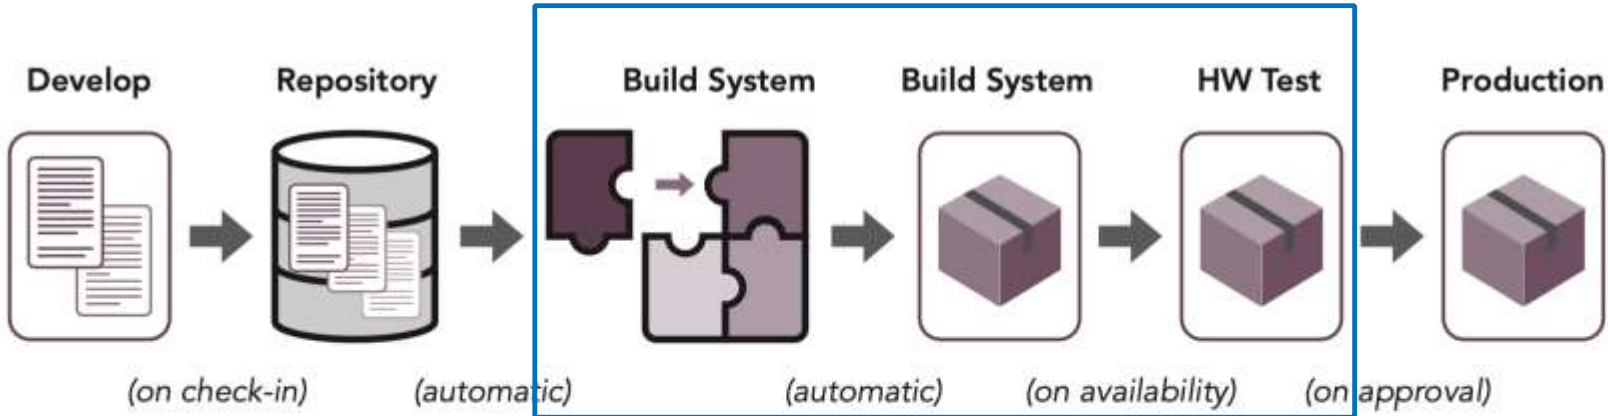 Develop Repository Build System Build System HW Test Production
(on check-in) (automatic) (automatic) (on availability) (on approval)